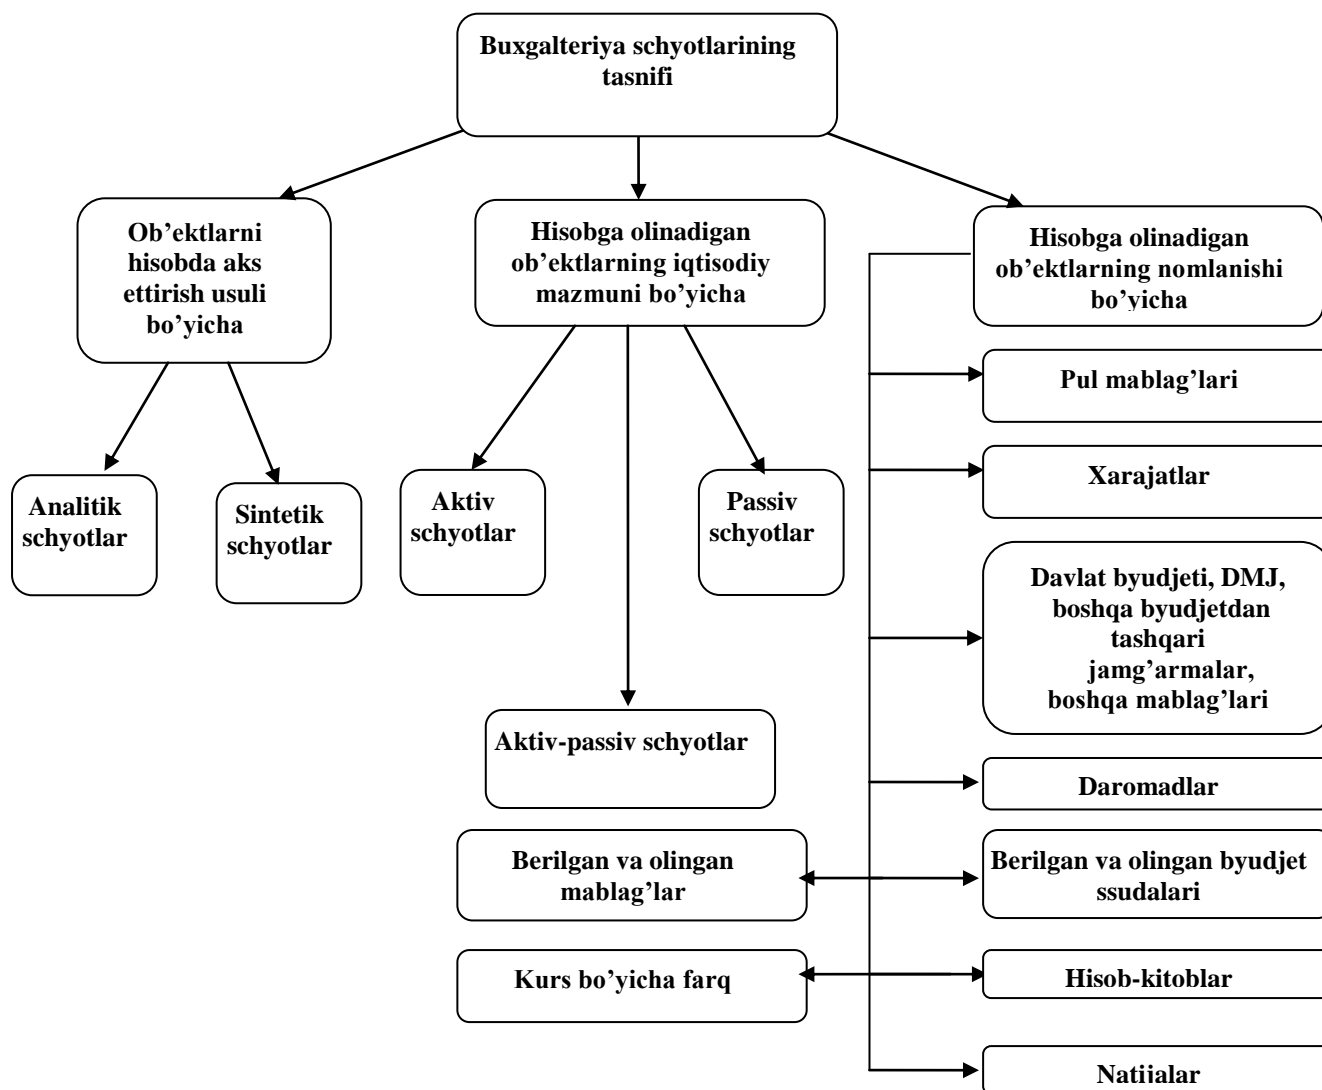 Buxgalteriya schyotlarining
tasnifi
Ob’ektlarni
hisobda aks
ettirish usuli
bo’yicha
Hisobga olinadigan
ob’ektlarning iqtisodiy
mazmuni bo’yicha
Hisobga olinadigan
ob’ektlarning nomlanishi
bo’yicha
Pul mablag’lari
Xarajatlar
Analitik
schyotlar
Sintetik
schyotlar
Aktiv
schyotlar
Passiv
schyotlar
Davlat byudjeti, DMJ,
boshqa byudjetdan
tashqari
jamg’armalar,
boshqa mablag’lari
Aktiv-passiv schyotlar
Daromadlar
Berilgan va olingan
mablag’lar
Berilgan va olingan byudjet
ssudalari
Kurs bo’yicha farq
Hisob-kitoblar
Natijalar